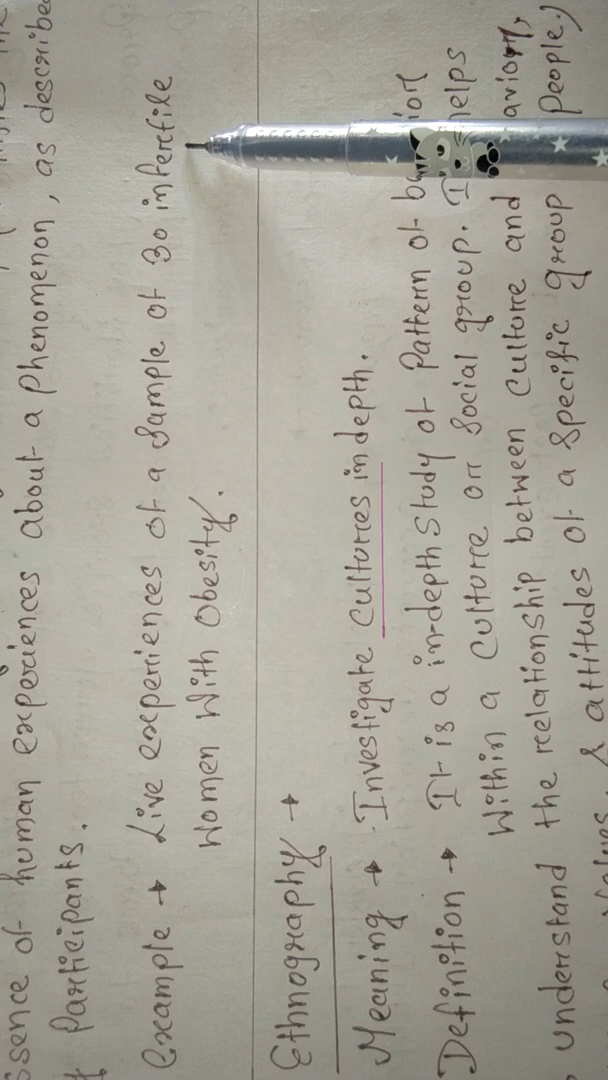 ssence of human experiences about a phenomenon, as describe
Participants.
Example → Live experiences of a Sample of 30 infertile
Women With Obesity.
Ethnography →
Meaning → Investigate cultures in depth.
Definition → It is a in-depth study of Pattern of
Within a culture or Social group. helps
understand the relationship between culture and
& attitudes of a specific group people.)